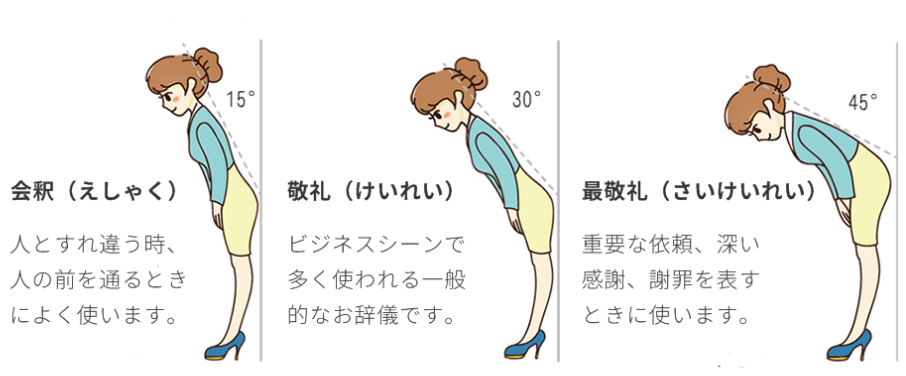 15°
会釈（えしゃく）
人とすれ違う時、
人の前を通るとき
によく使います。
30°
敬礼（けいれい）
ビジネスシーンで
多く使われる一般
的なお辞儀です。
45°
最敬礼（さいけいれい）
重要な依頼、深い
感謝、謝罪を表す
ときに使います。